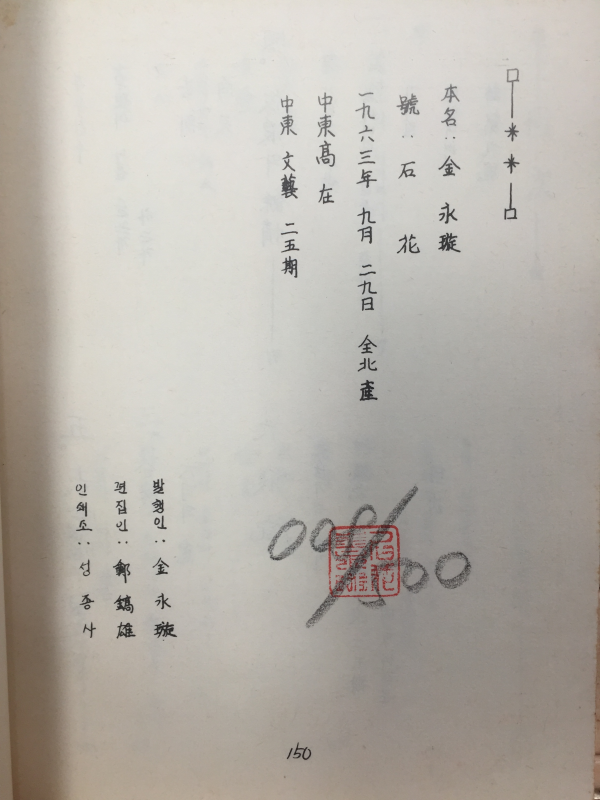 本名: 金 永璇
號: 石 花
一九六三年 九月 二九日 全北產
中東高 在
中東 文藝 二五期
발행인: 金 永 璇
편집인: 鄭 鎬 雄
인쇄소: 성 종 사
150